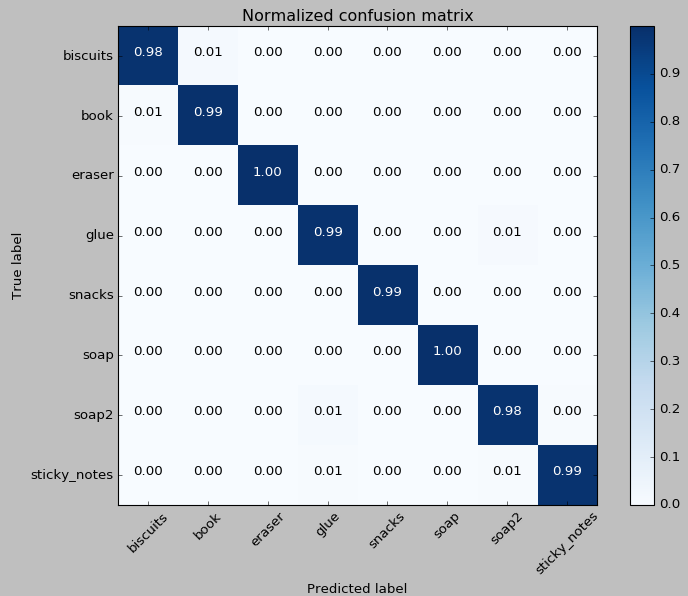 Normalized confusion matrix
biscuits 0.98 0.01 0.00 0.00 0.00 0.00 0.00 0.00
book 0.01 0.99 0.00 0.00 0.00 0.00 0.00 0.00
eraser 0.00 0.00 1.00 0.00 0.00 0.00 0.00 0.00
glue 0.00 0.00 0.00 0.99 0.00 0.00 0.01 0.00
snacks 0.00 0.00 0.00 0.00 0.99 0.00 0.00 0.00
soap 0.00 0.00 0.00 0.00 0.00 1.00 0.00 0.00
soap2 0.00 0.00 0.00 0.01 0.00 0.00 0.98 0.00
sticky_notes 0.00 0.00 0.00 0.01 0.00 0.00 0.01 0.99
True label
biscuits book eraser glue snacks soap soap2 sticky_notes
Predicted label
0.9
0.8
0.7
0.6
0.5
0.4
0.3
0.2
0.1
0.0